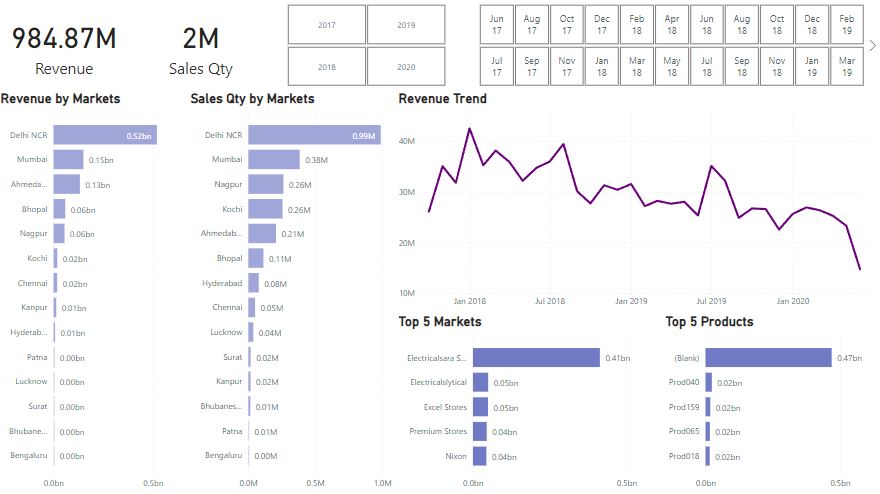 984.87M
Revenue
2M
Sales Qty
2017
2019
2018
2020
Jun 17
Aug 17
Oct 17
Dec 17
Feb 18
Apr 18
Jun 18
Aug 18
Oct 18
Dec 18
Feb 19
Jul 17
Sep 17
Nov 17
Jan 18
Mar 18
May 18
Jul 18
Sep 18
Nov 18
Jan 19
Mar 19
Revenue by Markets
Delhi NCR 0.52bn
Mumbai 0.15bn
Ahmeda... 0.13bn
Bhopal 0.06bn
Nagpur 0.06bn
Kochi 0.02bn
Chennai 0.02bn
Kanpur 0.01bn
Hyderab... 0.01bn
Patna 0.00bn
Lucknow 0.00bn
Surat 0.00bn
Bhubane... 0.00bn
Bengaluru 0.00bn
0.0bn 0.5bn
Sales Qty by Markets
Delhi NCR 0.99M
Mumbai 0.38M
Nagpur 0.26M
Kochi 0.26M
Ahmedab... 0.21M
Bhopal 0.11M
Hyderabad 0.08M
Chennai 0.05M
Lucknow 0.04M
Surat 0.02M
Kanpur 0.02M
Bhubanes... 0.01M
Patna 0.01M
Bengaluru 0.00M
0.0M 0.5M 1.0M
Revenue Trend
40M
30M
20M
10M
Jan 2018 Jul 2018 Jan 2019 Jul 2019 Jan 2020
Top 5 Markets
Electricalsara S... 0.41bn
Electricalslytical 0.05bn
Excel Stores 0.05bn
Premium Stores 0.04bn
Nixon 0.04bn
0.0bn 0.5bn
Top 5 Products
(Blank) 0.47bn
Prod040 0.02bn
Prod159 0.02bn
Prod065 0.02bn
Prod018 0.02bn
0.0bn 0.5bn